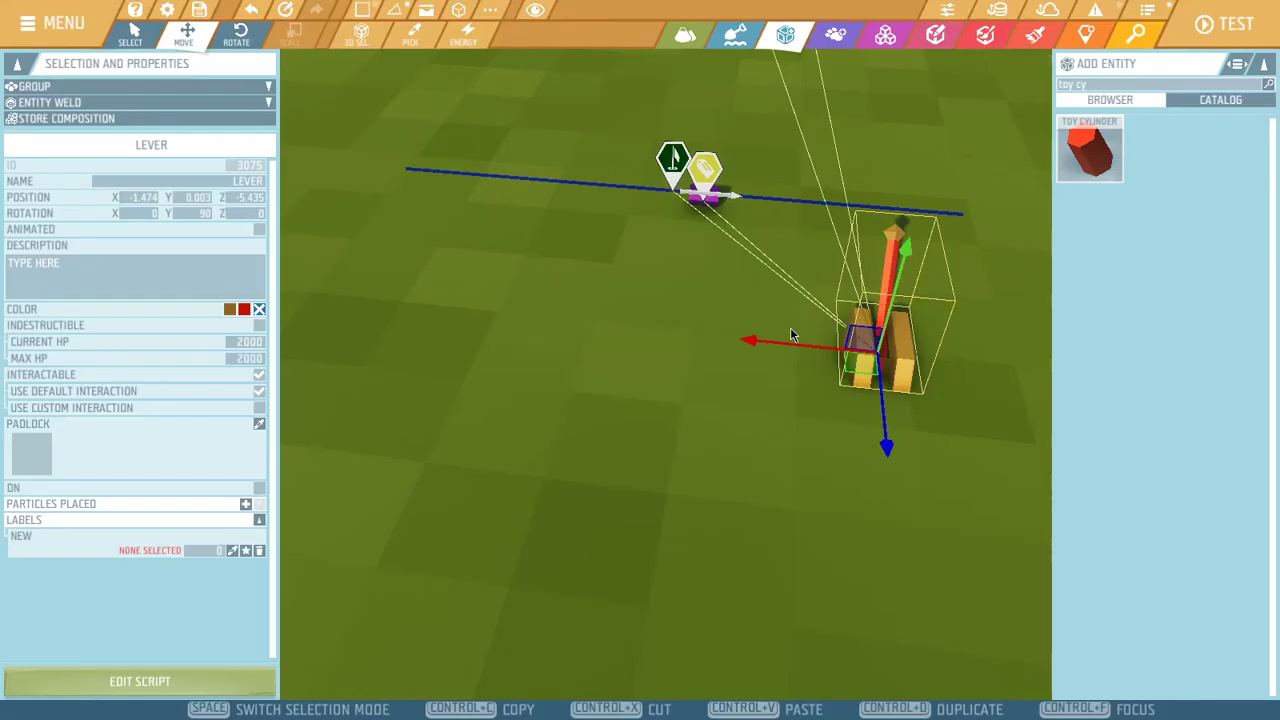 MENU
SELECT
MOVE
ROTATE
SCALE
3D SEL
PICK
ENERGY
TEST
SELECTION AND PROPERTIES
GROUP
ENTITY WELD
STORE COMPOSITION
LEVER
ID 3075
NAME LEVER
POSITION X -1.474 Y 0.003 Z -5.435
ROTATION X 0 Y 90 Z 0
ANIMATED
DESCRIPTION
TYPE HERE
COLOR
INDESTRUCTIBLE
CURRENT HP 2000
MAX HP 2000
INTERACTABLE
USE DEFAULT INTERACTION
USE CUSTOM INTERACTION
PADLOCK
ON
PARTICLES PLACED
LABELS
NEW
NONE SELECTED 0
EDIT SCRIPT
ADD ENTITY
toy cy
BROWSER CATALOG
TOY CYLINDER
SPACE SWITCH SELECTION MODE CONTROL+C COPY CONTROL+X CUT CONTROL+V PASTE CONTROL+D DUPLICATE CONTROL+F FOCUS